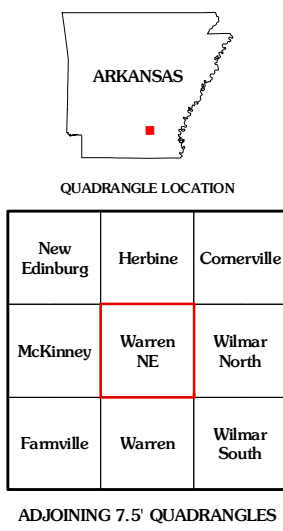 ARKANSAS
QUADRANGLE LOCATION
New
Edinburg
Herbine
Cornerville
McKinney
Warren
NE
Wilmar
North
Farmville
Warren
Wilmar
South
ADJOINING 7.5' QUADRANGLES